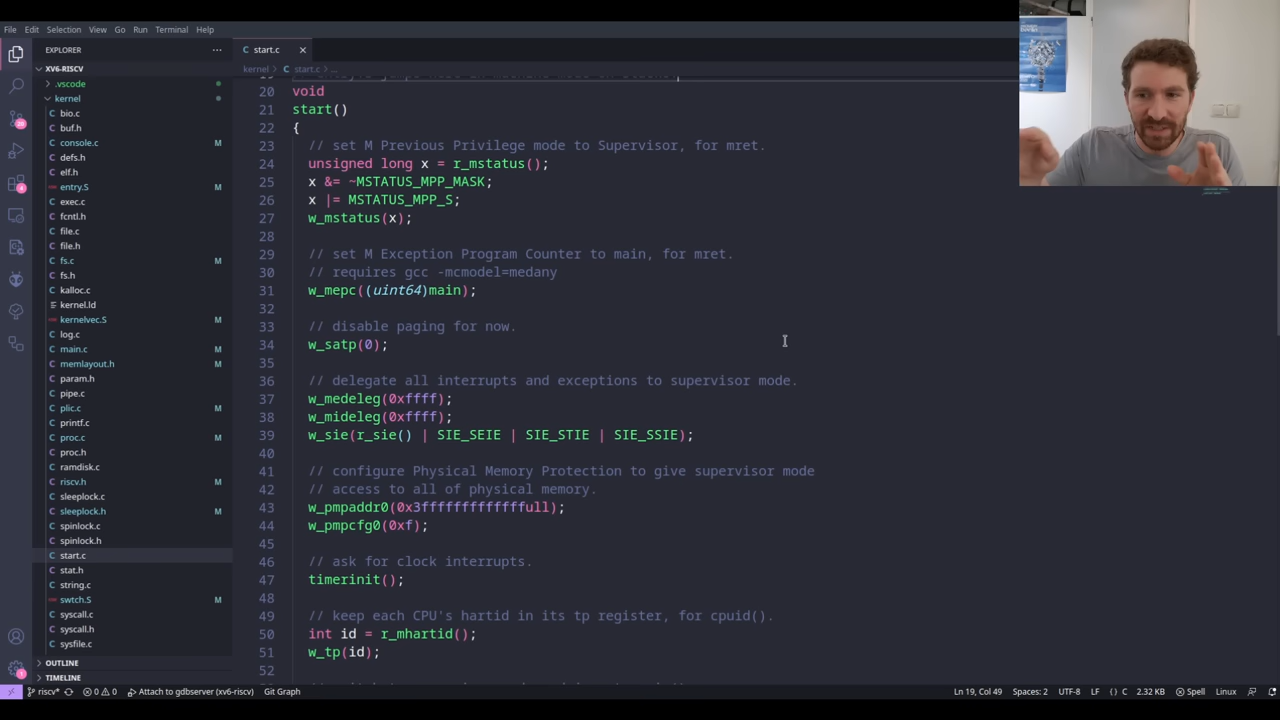 File Edit Selection View Go Run Terminal Help
EXPLORER ···
start.c ×
XV6-RISCV
kernel > C start.c > ...
.vscode
kernel
bio.c
buf.h
console.c M
defs.h
elf.h
entry.S M
exec.c
fcntl.h
file.c
file.h
fs.c M
fs.h
kalloc.c
kernel.ld
kernelvec.S M
log.c
main.c M
memlayout.h M
param.h
pipe.c
plic.c M
printf.c
proc.c M
proc.h
ramdisk.c
riscv.h M
sleeplock.c
sleeplock.h M
spinlock.c
spinlock.h
start.c
stat.h
string.c
swtch.S M
syscall.c
syscall.h
sysfile.c
OUTLINE
TIMELINE
20 void
21 start()
22 {
23 // set M Previous Privilege mode to Supervisor, for mret.
24 unsigned long x = r_mstatus();
25 x &= ~MSTATUS_MPP_MASK;
26 x |= MSTATUS_MPP_S;
27 w_mstatus(x);
28
29 // set M Exception Program Counter to main, for mret.
30 // requires gcc -mcmodel=medany
31 w_mepc((uint64)main);
32
33 // disable paging for now.
34 w_satp(0);
35
36 // delegate all interrupts and exceptions to supervisor mode.
37 w_medeleg(0xffff);
38 w_mideleg(0xffff);
39 w_sie(r_sie() | SIE_SEIE | SIE_STIE | SIE_SSIE);
40
41 // configure Physical Memory Protection to give supervisor mode
42 // access to all of physical memory.
43 w_pmpaddr0(0x3fffffffffffffull);
44 w_pmpcfg0(0xf);
45
46 // ask for clock interrupts.
47 timerinit();
48
49 // keep each CPU's hartid in its tp register, for cpuid().
50 int id = r_mhartid();
51 w_tp(id);
52
riscv* 0 0 Attach to gdbserver (xv6-riscv) Git Graph Ln 19, Col 49 Spaces: 2 UTF-8 LF {} C 2.32 KB Spell Linux